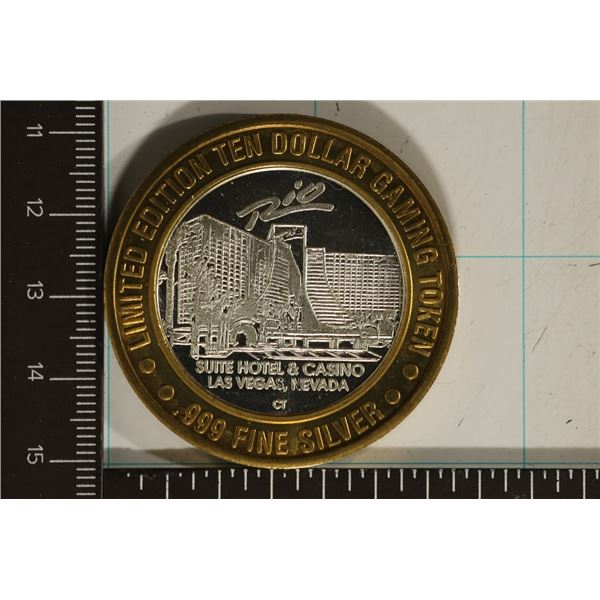 LIMITED EDITION TEN DOLLAR GAMING TOKEN
Rio
SUITE HOTEL & CASINO
LAS VEGAS, NEVADA
CT
.999 FINE SILVER
11
12
13
14
15